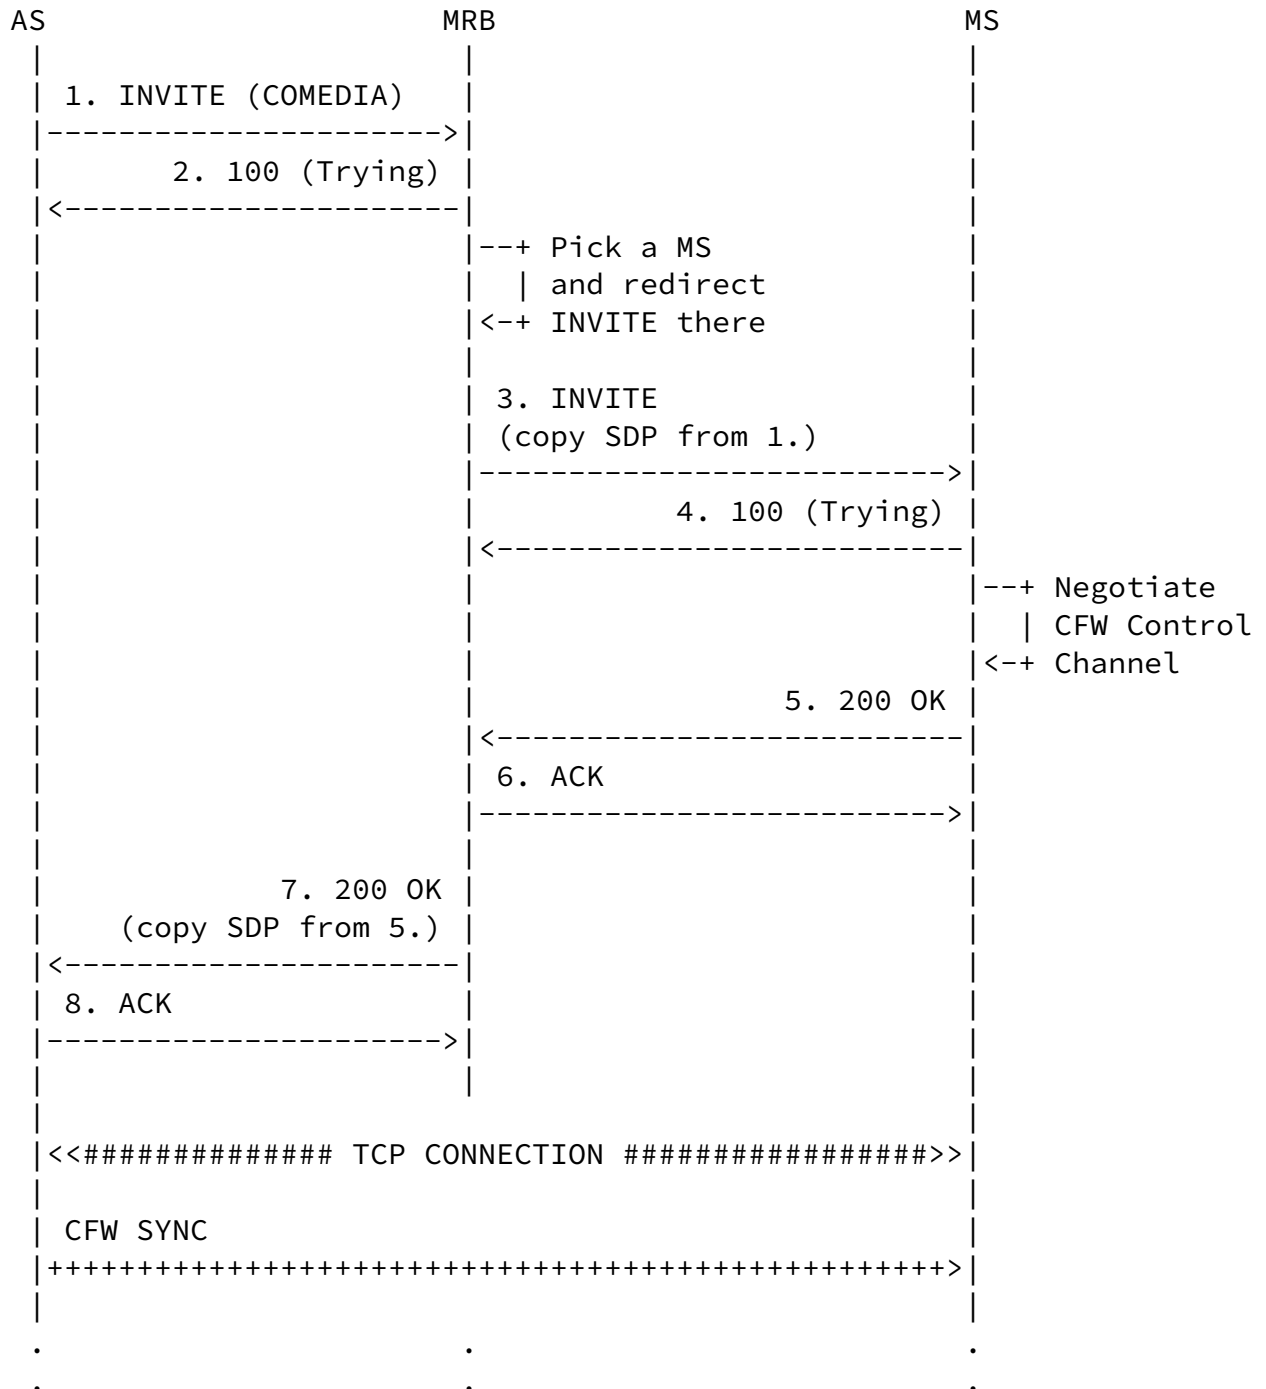 AS                       MRB                          MS
|                        |                           |
| 1. INVITE (COMEDIA)    |                           |
|---------------------->|                           |
|       2. 100 (Trying) |                           |
|<----------------------|                           |
|                       |--+ Pick a MS              |
|                       |  | and redirect           |
|                       |<-+ INVITE there           |
|                       |                           |
|                       | 3. INVITE                 |
|                       | (copy SDP from 1.)        |
|                       |-------------------------->|
|                       |          4. 100 (Trying) |
|                       |<--------------------------|
|                       |                           |--+ Negotiate
|                       |                           |  | CFW Control
|                       |                           |<-+ Channel
|                       |                 5. 200 OK |
|                       |<--------------------------|
|                       | 6. ACK                    |
|                       |-------------------------->|
|                       |                           |
|             7. 200 OK |                           |
|    (copy SDP from 5.) |                           |
|<----------------------|                           |
| 8. ACK                |                           |
|---------------------->|                           |
|                       |                           |
|                                                   |
|<<############## TCP CONNECTION #################>>|
|                                                   |
| CFW SYNC                                          |
|++++++++++++++++++++++++++++++++++++++++++++++++++>|
|                                                   |
.                       .                           .
.                       .                           .